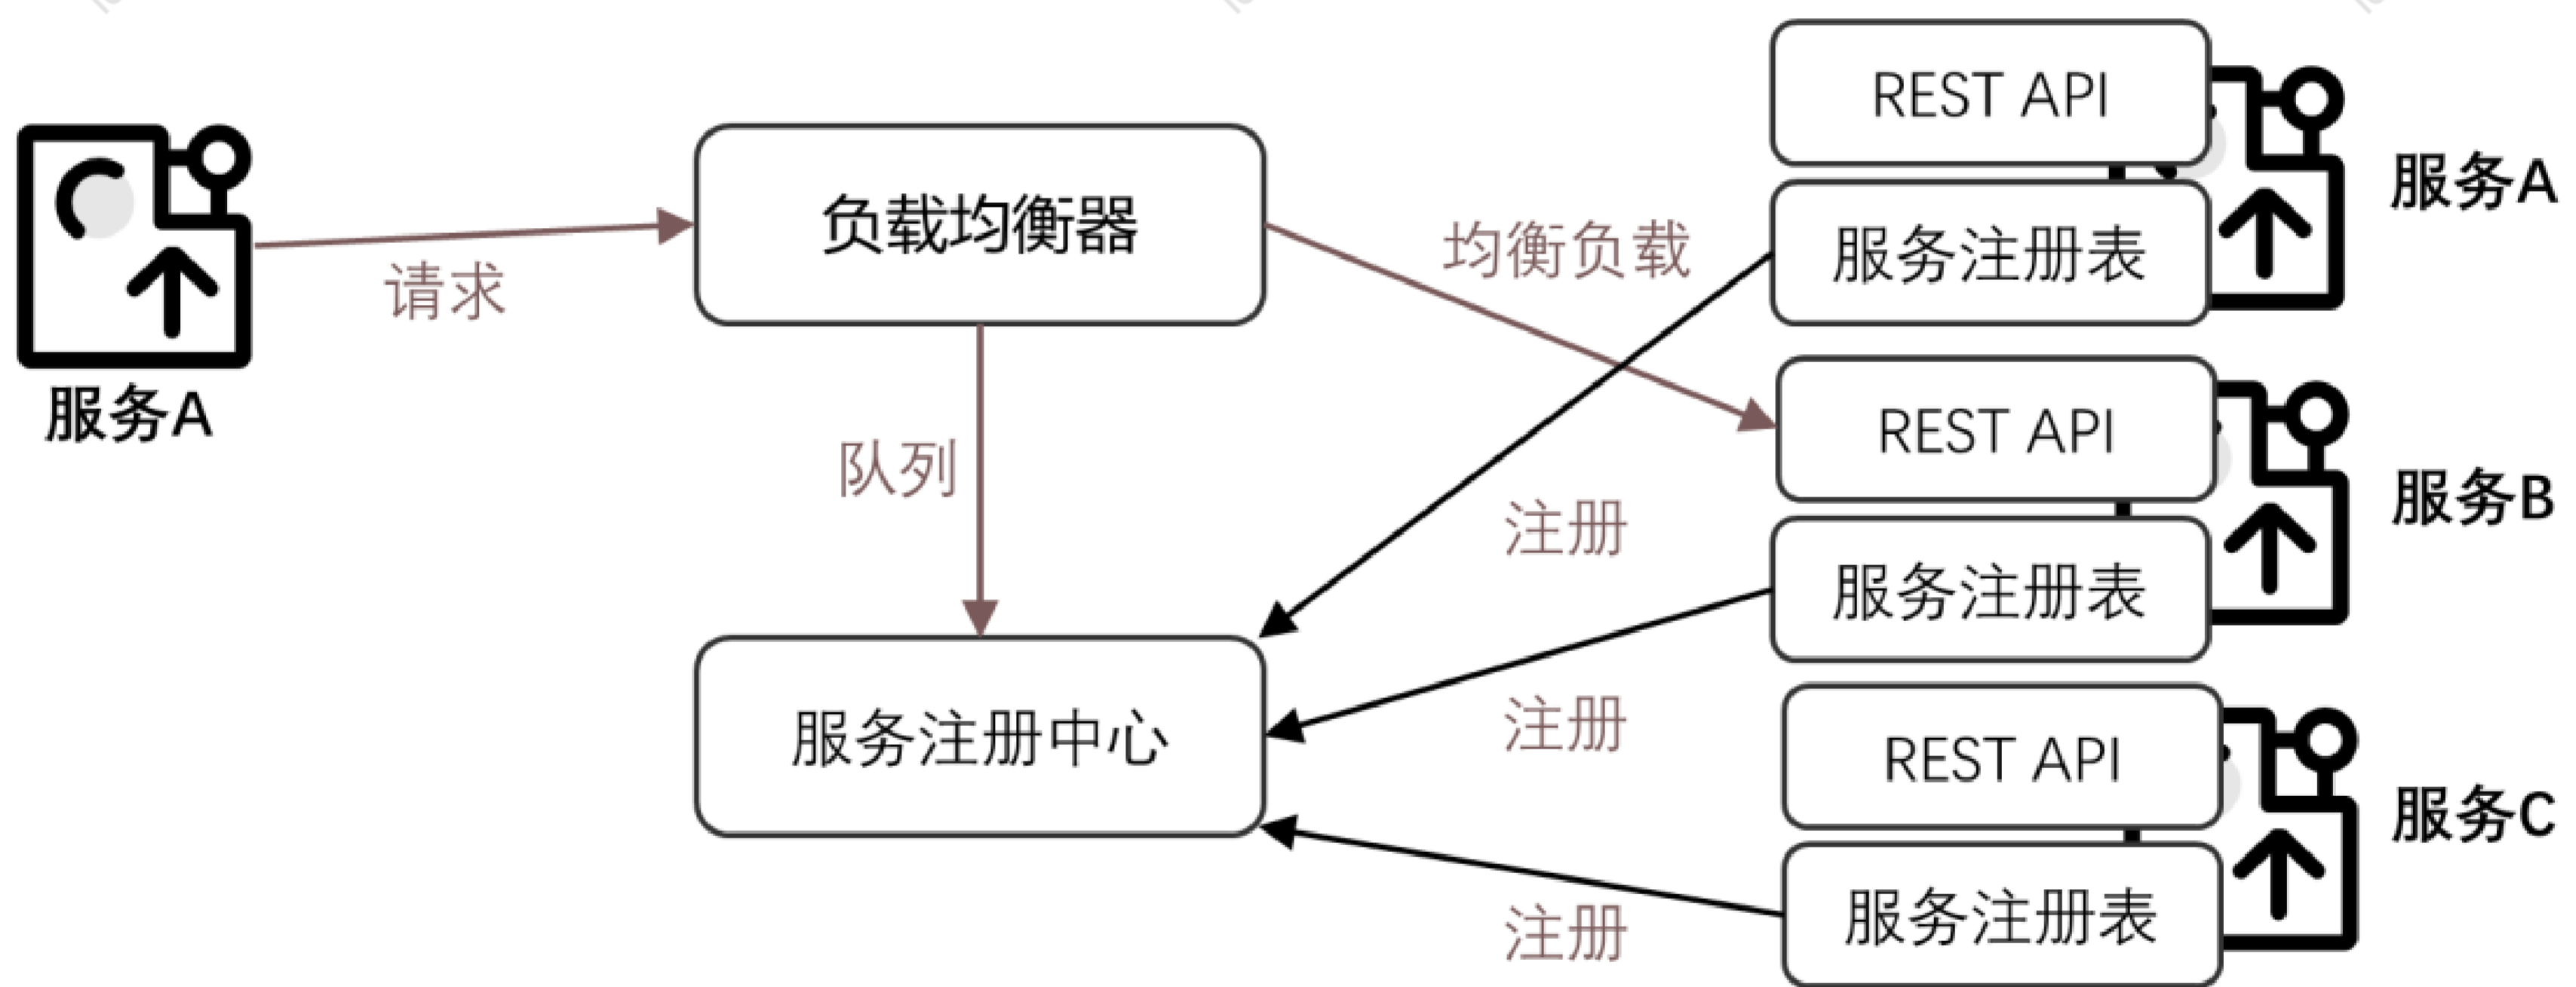 服务A
请求
负载均衡器
队列
服务注册中心
均衡负载
注册
注册
注册
REST API
服务注册表
服务A
REST API
服务注册表
服务B
REST API
服务注册表
服务C